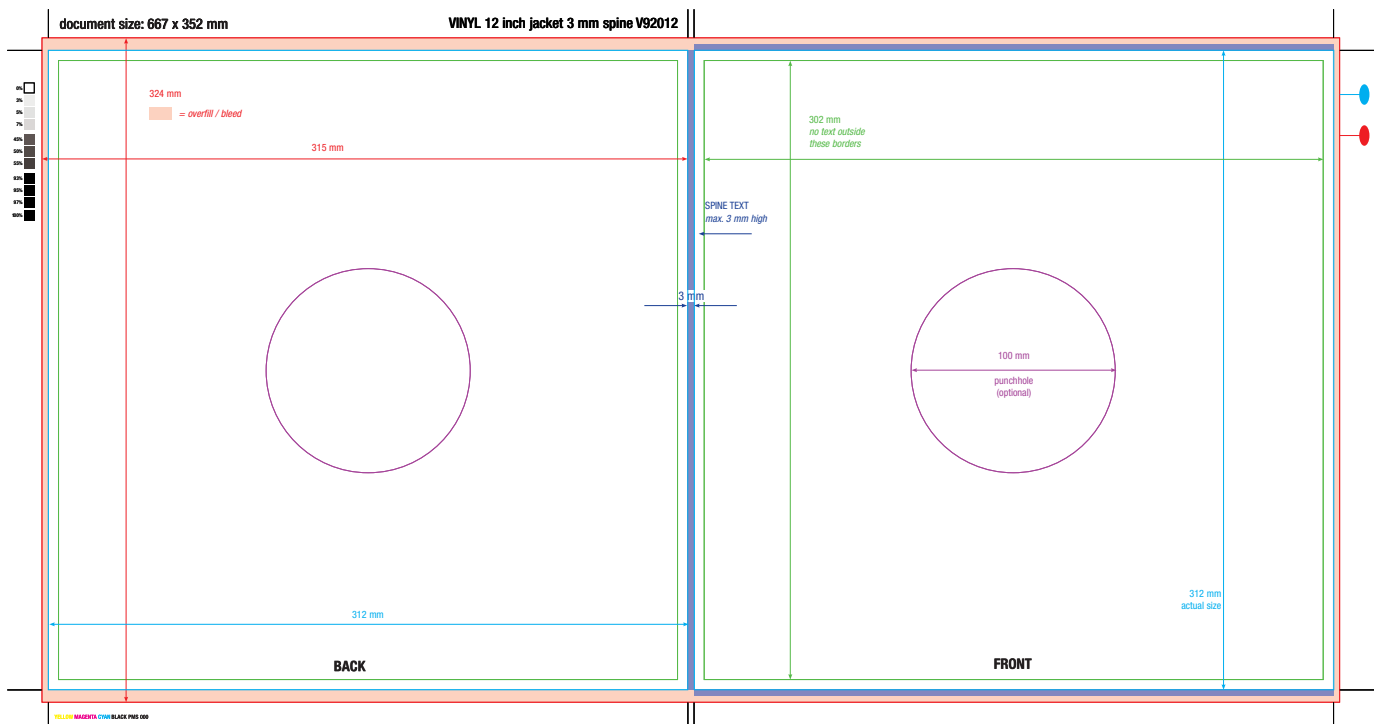 document size: 667 x 352 mm
VINYL 12 inch jacket 3 mm spine V92012
0%
3%
5%
7%
45%
50%
55%
93%
95%
97%
100%
324 mm
= overfill / bleed
315 mm
302 mm
no text outside
these borders
SPINE TEXT
max. 3 mm high
3 mm
100 mm
punchhole
(optional)
312 mm
actual size
312 mm
BACK
FRONT
YELLOW MAGENTA CYAN BLACK PMS 000